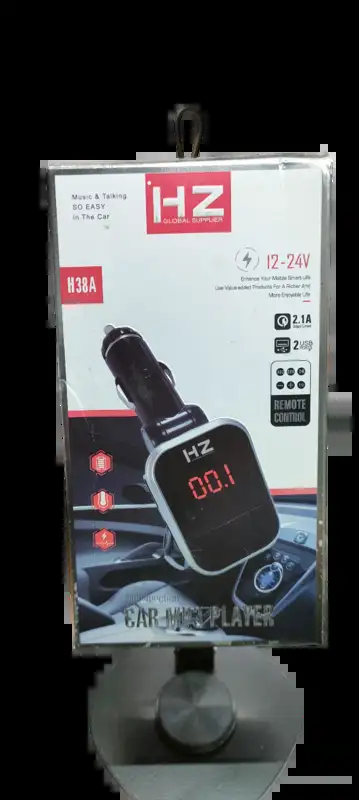 Music & Talking
SO EASY
In The Car
HZ
GLOBAL SUPPLIER
12-24V
Enhance Your Mobile Smart Life
Use Value-added Products For A Richer And
More Enjoyable Life
H38A
2.1A
2 USB
REMOTE
CONTROL
HZ
00.1
CAR MP3 PLAYER